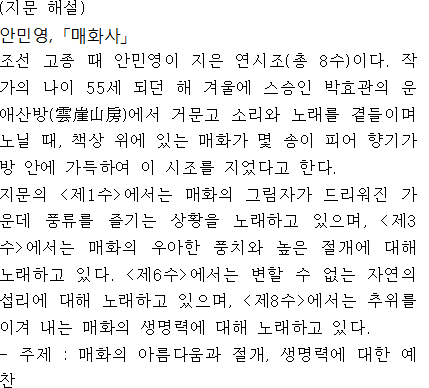 (지문 해설)
안민영,「매화사」
조선 고종 때 안민영이 지은 연시조(총 8수)이다. 작
가의 나이 55세 되던 해 겨울에 스승인 박효관의 운
애산방(雲崖山房)에서 거문고 소리와 노래를 곁들이며
노닐 때, 책상 위에 있는 매화가 몇 송이 피어 향기가
방 안에 가득하여 이 시조를 지었다고 한다.
지문의 <제1수>에서는 매화의 그림자가 드리워진 가
운데 풍류를 즐기는 상황을 노래하고 있으며, <제3
수>에서는 매화의 우아한 풍치와 높은 절개에 대해
노래하고 있다. <제6수>에서는 변할 수 없는 자연의
섭리에 대해 노래하고 있으며, <제8수>에서는 추위를
이겨 내는 매화의 생명력에 대해 노래하고 있다.
- 주제 : 매화의 아름다움과 절개, 생명력에 대한 예
찬